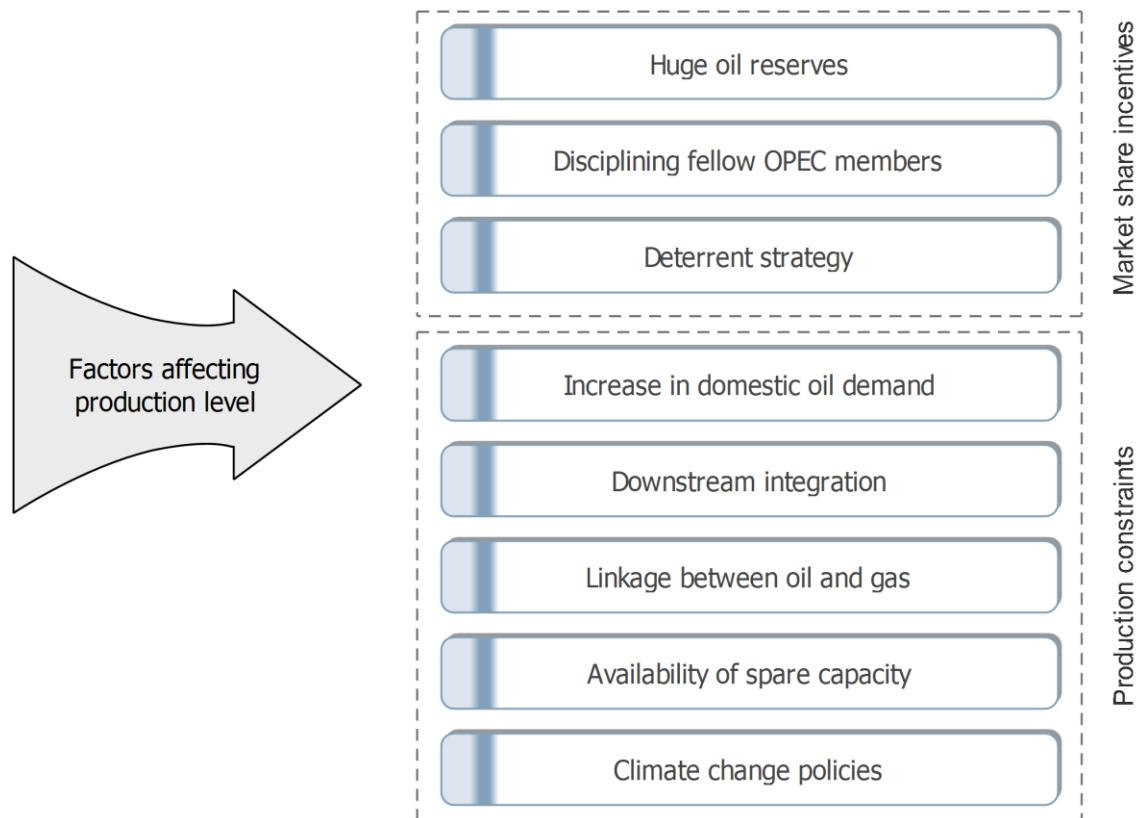 Huge oil reserves
Disciplining fellow OPEC members
Deterrent strategy
Market share incentives
Factors affecting
production level
Increase in domestic oil demand
Downstream integration
Linkage between oil and gas
Availability of spare capacity
Climate change policies
Production constraints